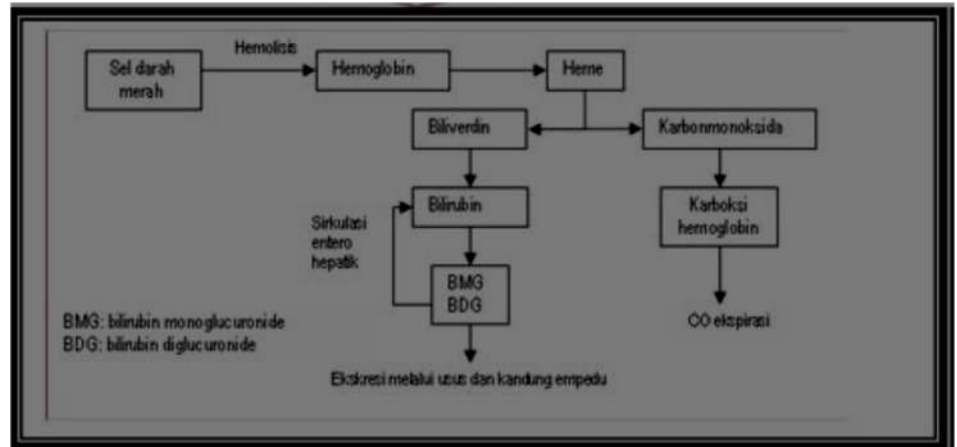 Hemolisis
Sel darah
merah
Hemoglobin
Heme
Biliverdin
Karbonmonoksida
Bilirubin
Karboksi
hemoglobin
Sirkulasi
entero
hepatik
BMG
BDG
CO ekspirasi
BMG: bilirubin monoglucuronide
BDG: bilirubin diglucuronide
Ekskresi melalui usus dan kandung empedu